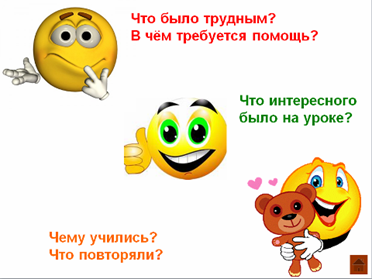 Что было трудным?
В чём требуется помощь?
Что интересного
было на уроке?
Чему учились?
Что повторяли?